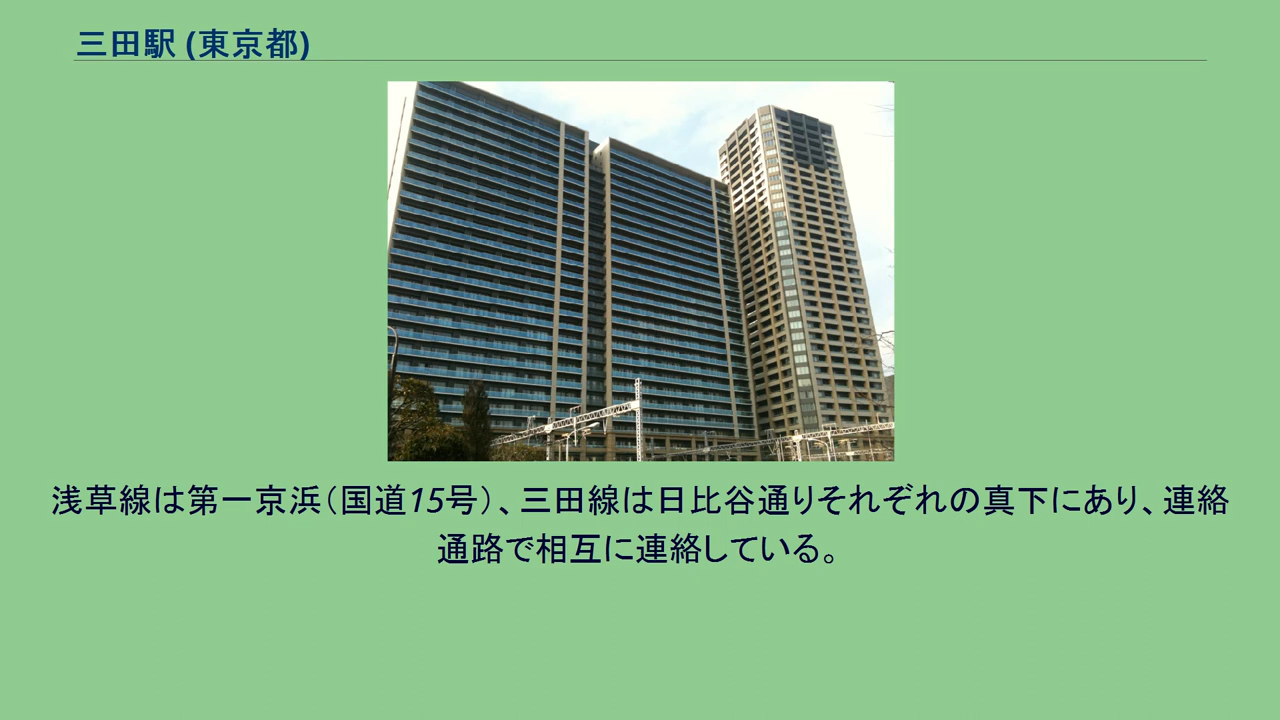 三田駅 (東京都)
浅草線は第一京浜（国道15号）、三田線は日比谷通りそれぞれの真下にあり、連絡
通路で相互に連絡している。